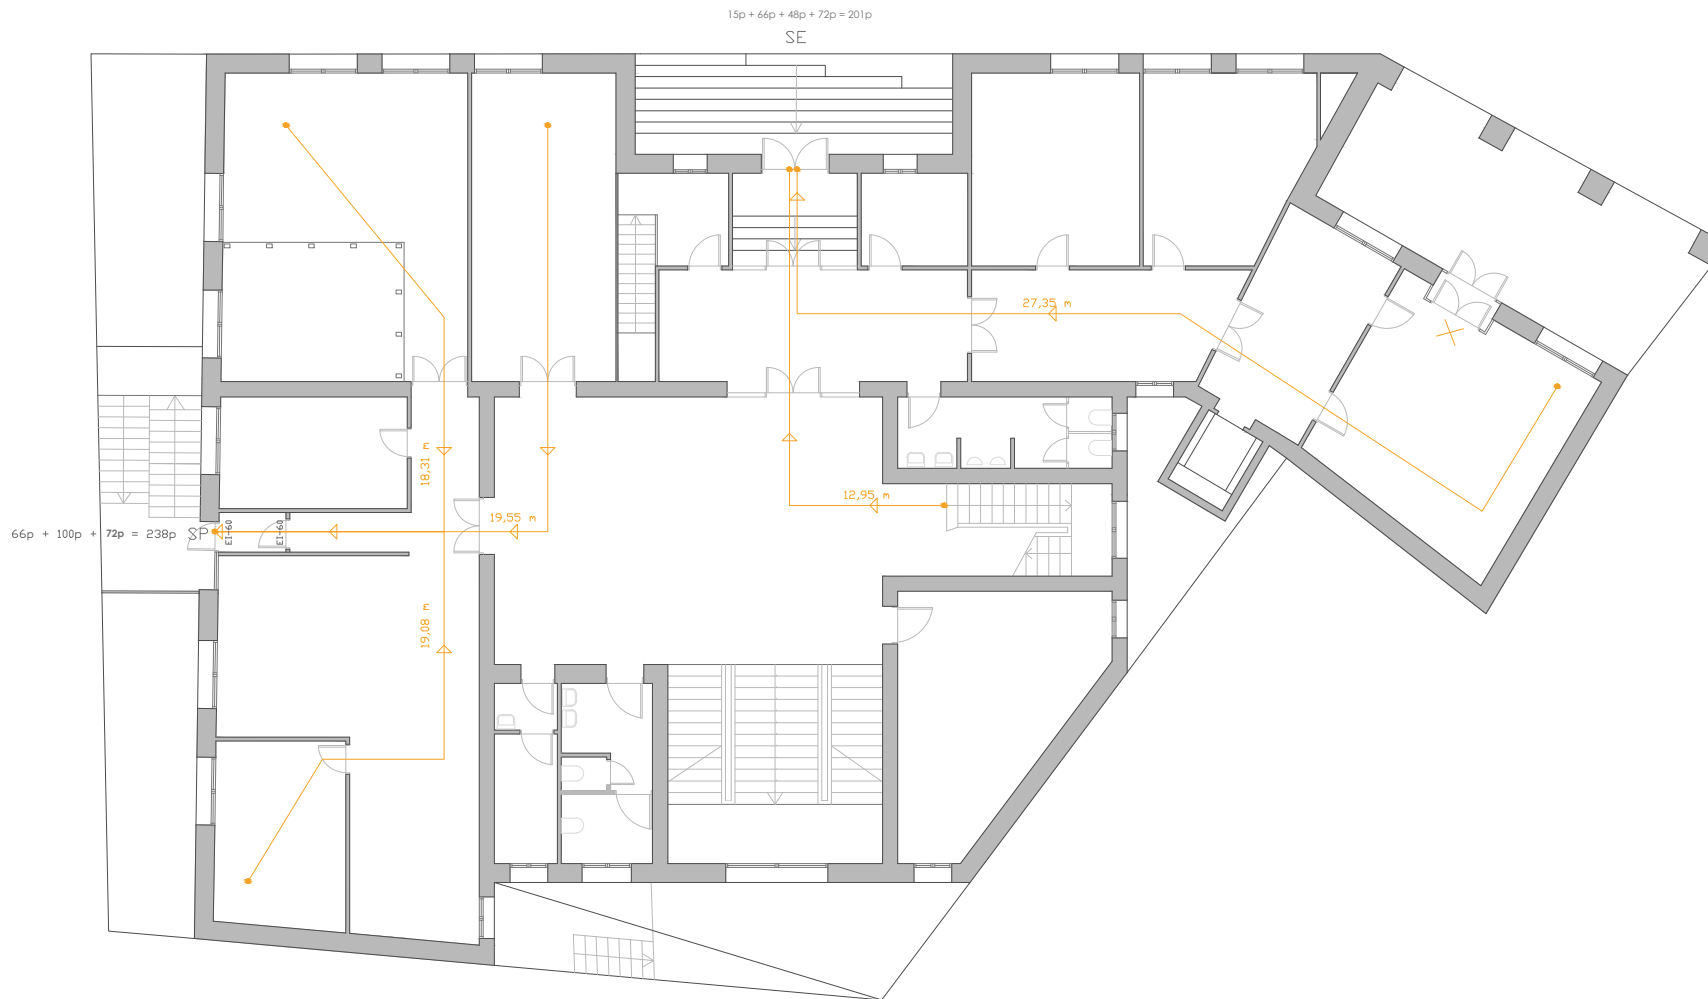 15p + 66p + 48p + 72p = 201p
SE
27,35 m
18,31 m
12,95 m
19,55 m
66p + 100p + 72p = 238p SP
EI-60
EI-60
19,08 m